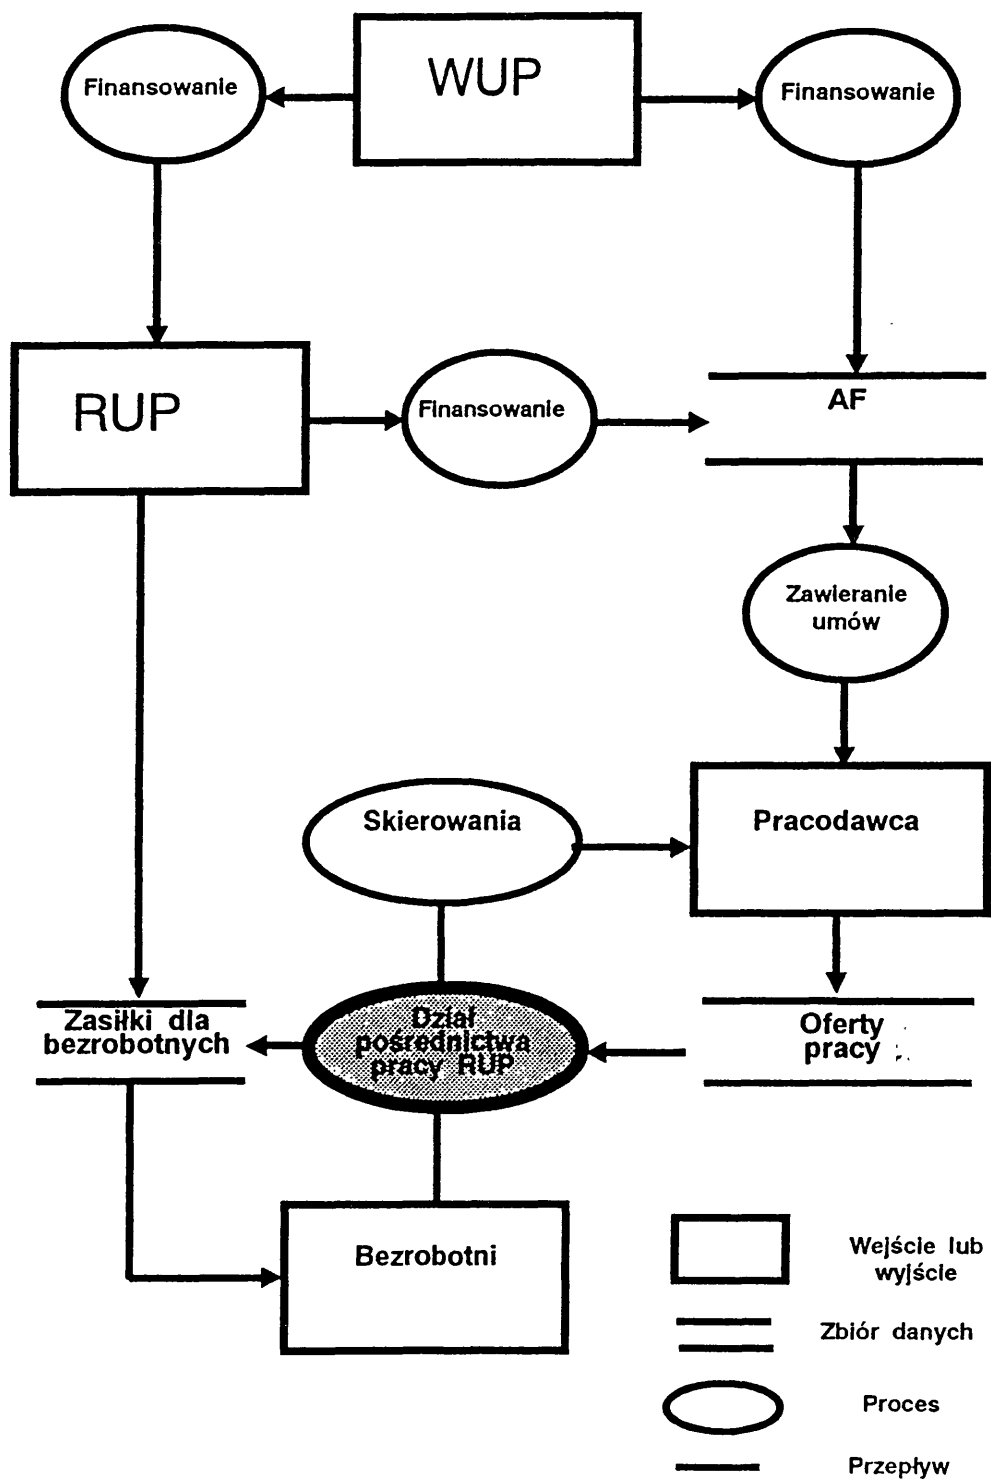 Finansowanie
WUP
Finansowanie
RUP
Finansowanie
AF
Zawieranie
umów
Skierowania
Pracodawca
Zasiłki dla
bezrobotnych
Dział
pośrednictwa
pracy RUP
Oferty
pracy
Bezrobotni
Wejście lub
wyjście
Zbiór danych
Proces
Przepływ